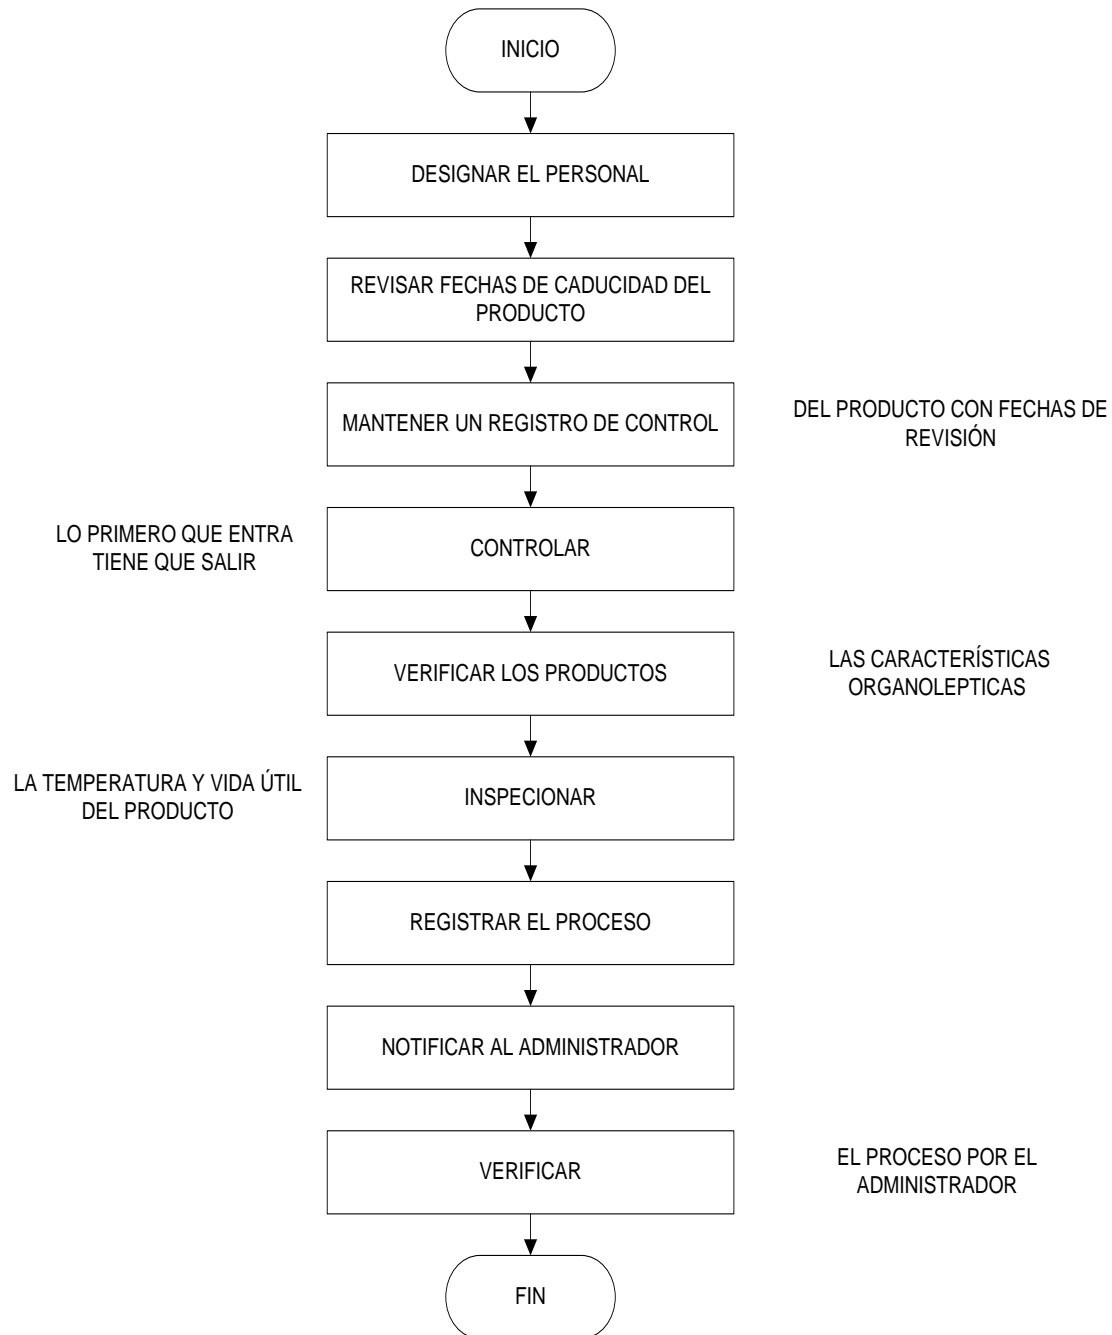 INICIO
DESIGNAR EL PERSONAL
REVISAR FECHAS DE CADUCIDAD DEL
PRODUCTO
MANTENER UN REGISTRO DE CONTROL
DEL PRODUCTO CON FECHAS DE
REVISIÓN
LO PRIMERO QUE ENTRA
TIENE QUE SALIR
CONTROLAR
VERIFICAR LOS PRODUCTOS
LAS CARACTERÍSTICAS
ORGANOLEPTICAS
LA TEMPERATURA Y VIDA ÚTIL
DEL PRODUCTO
INSPECIONAR
REGISTRAR EL PROCESO
NOTIFICAR AL ADMINISTRADOR
VERIFICAR
EL PROCESO POR EL
ADMINISTRADOR
FIN